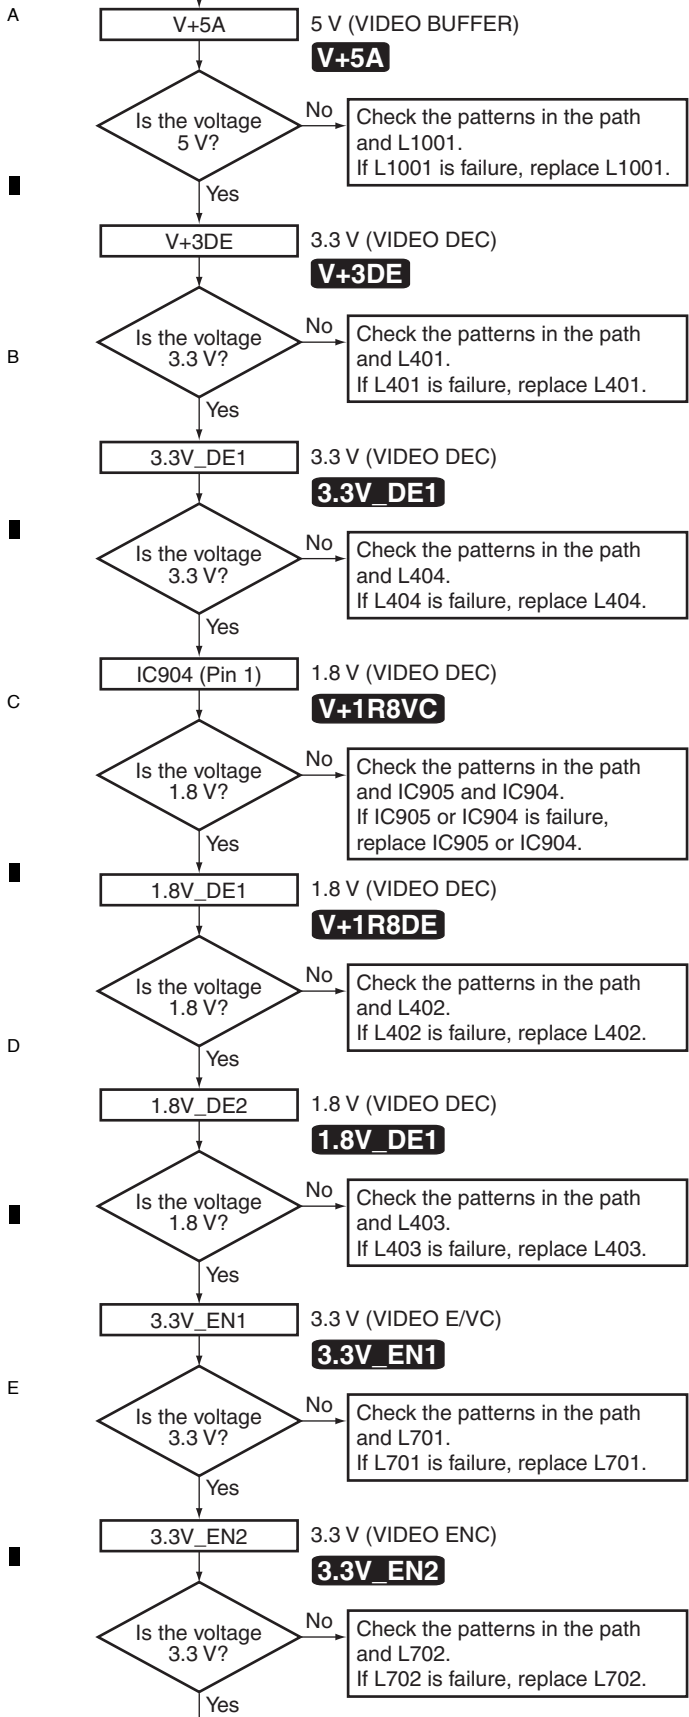 A
V+5A
5 V (VIDEO BUFFER)
V+5A
Is the voltage
5 V?
No
Check the patterns in the path
and L1001.
If L1001 is failure, replace L1001.
Yes
V+3DE
3.3 V (VIDEO DEC)
V+3DE
B
Is the voltage
3.3 V?
No
Check the patterns in the path
and L401.
If L401 is failure, replace L401.
Yes
3.3V_DE1
3.3 V (VIDEO DEC)
3.3V_DE1
Is the voltage
3.3 V?
No
Check the patterns in the path
and L404.
If L404 is failure, replace L404.
Yes
IC904 (Pin 1)
1.8 V (VIDEO DEC)
V+1R8VC
C
Is the voltage
1.8 V?
No
Check the patterns in the path
and IC905 and IC904.
If IC905 or IC904 is failure,
replace IC905 or IC904.
Yes
1.8V_DE1
1.8 V (VIDEO DEC)
V+1R8DE
Is the voltage
1.8 V?
No
Check the patterns in the path
and L402.
If L402 is failure, replace L402.
D
Yes
1.8V_DE2
1.8 V (VIDEO DEC)
1.8V_DE1
Is the voltage
1.8 V?
No
Check the patterns in the path
and L403.
If L403 is failure, replace L403.
Yes
3.3V_EN1
3.3 V (VIDEO E/VC)
3.3V_EN1
E
Is the voltage
3.3 V?
No
Check the patterns in the path
and L701.
If L701 is failure, replace L701.
Yes
3.3V_EN2
3.3 V (VIDEO ENC)
3.3V_EN2
Is the voltage
3.3 V?
No
Check the patterns in the path
and L702.
If L702 is failure, replace L702.
Yes